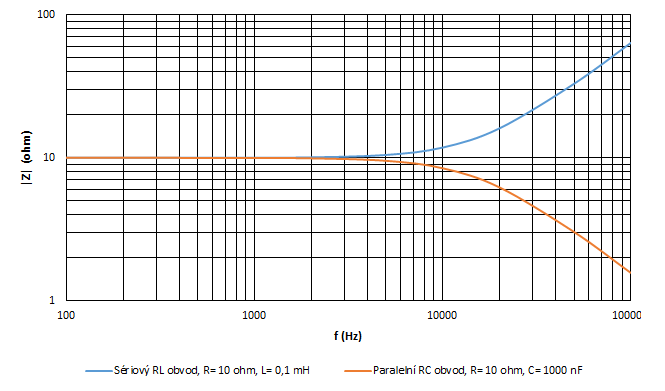 100
10
1
|Z| (ohm)
100 1000 10000 10000
f (Hz)
Sériový RL obvod, R= 10 ohm, L= 0,1 mH Paralelní RC obvod, R= 10 ohm, C= 1000 nF